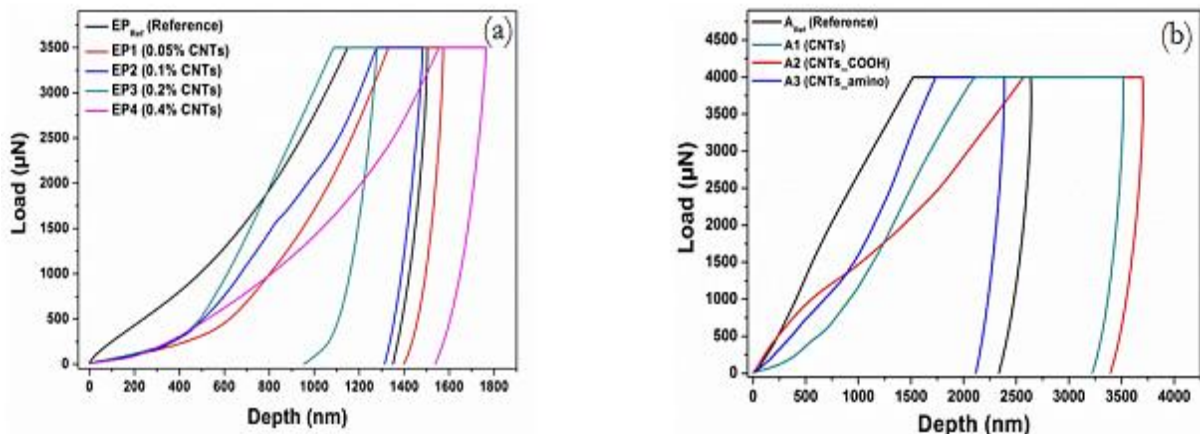 (a)
EP_Ref (Reference)
EP1 (0.05% CNTs)
EP2 (0.1% CNTs)
EP3 (0.2% CNTs)
EP4 (0.4% CNTs)
Load (µN)
3500
3000
2500
2000
1500
1000
500
0
0 200 400 600 800 1000 1200 1400 1600 1800
Depth (nm)
(b)
A_Ref (Reference)
A1 (CNTs)
A2 (CNTs_COOH)
A3 (CNTs_amino)
Load (µN)
4500
4000
3500
3000
2500
2000
1500
1000
500
0
0 500 1000 1500 2000 2500 3000 3500 4000
Depth (nm)